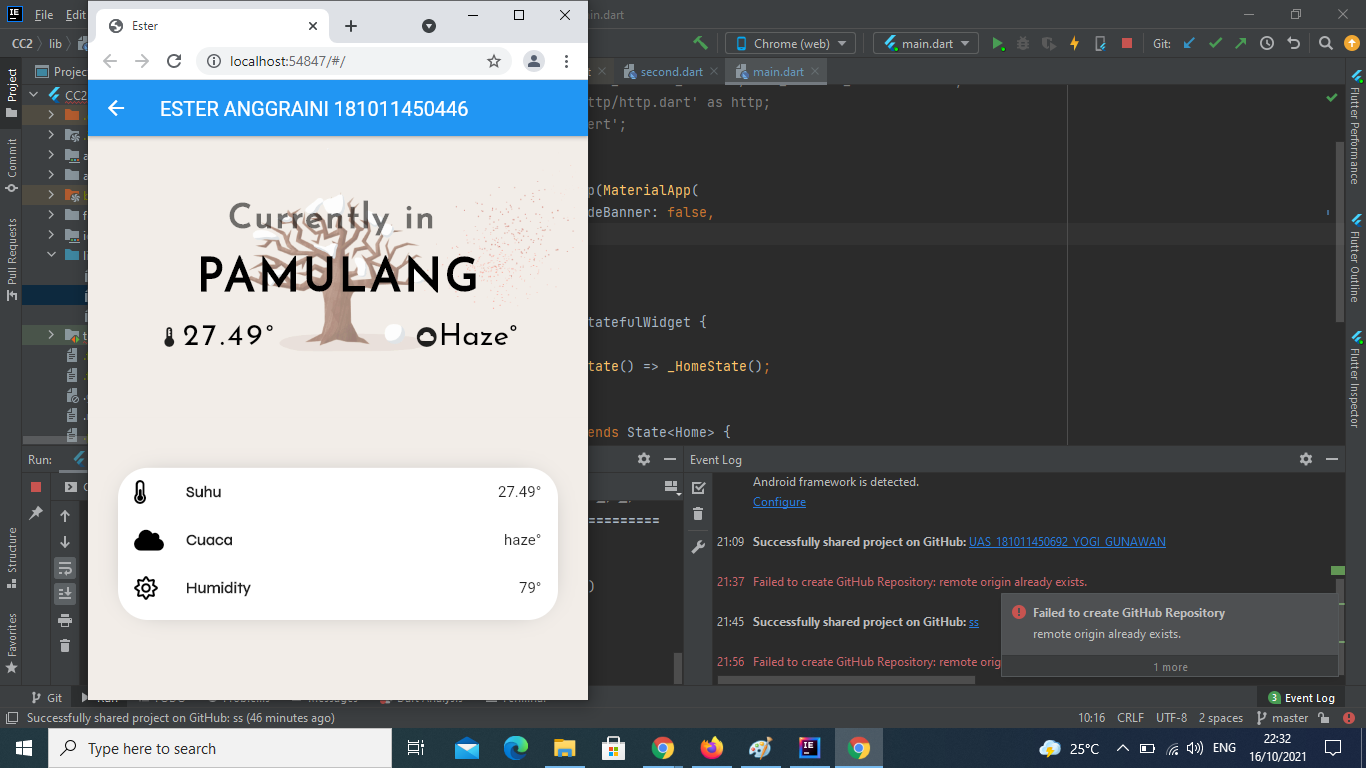 File Edit
main.dart
Ester
localhost:54847/#/
CC2 lib
Chrome (web)
main.dart
Git:
Project
second.dart
main.dart
ESTER ANGGRAINI 181011450446
Currently in
PAMULANG
27.49°
Haze°
Suhu 27.49°
Cuaca haze°
Humidity 79°
Project
Commit
Pull Requests
Structure
Favorites
CC2
ttp/http.dart' as http;
ert';
p(MaterialApp(
deBanner: false,
tatefulWidget {
tate() => _HomeState();
ends State<Home> {
Flutter Performance
Flutter Outline
Flutter Inspector
Run:
=========
)
Event Log
Android framework is detected.
Configure
21:09 Successfully shared project on GitHub: UAS_181011450692_YOGI_GUNAWAN
21:37 Failed to create GitHub Repository: remote origin already exists.
21:45 Successfully shared project on GitHub: ss
21:56 Failed to create GitHub Repository: remote orig
Failed to create GitHub Repository
remote origin already exists.
1 more
Git
3 Event Log
Successfully shared project on GitHub: ss (46 minutes ago)
10:16 CRLF UTF-8 2 spaces master
Type here to search
25°C
ENG
22:32
16/10/2021